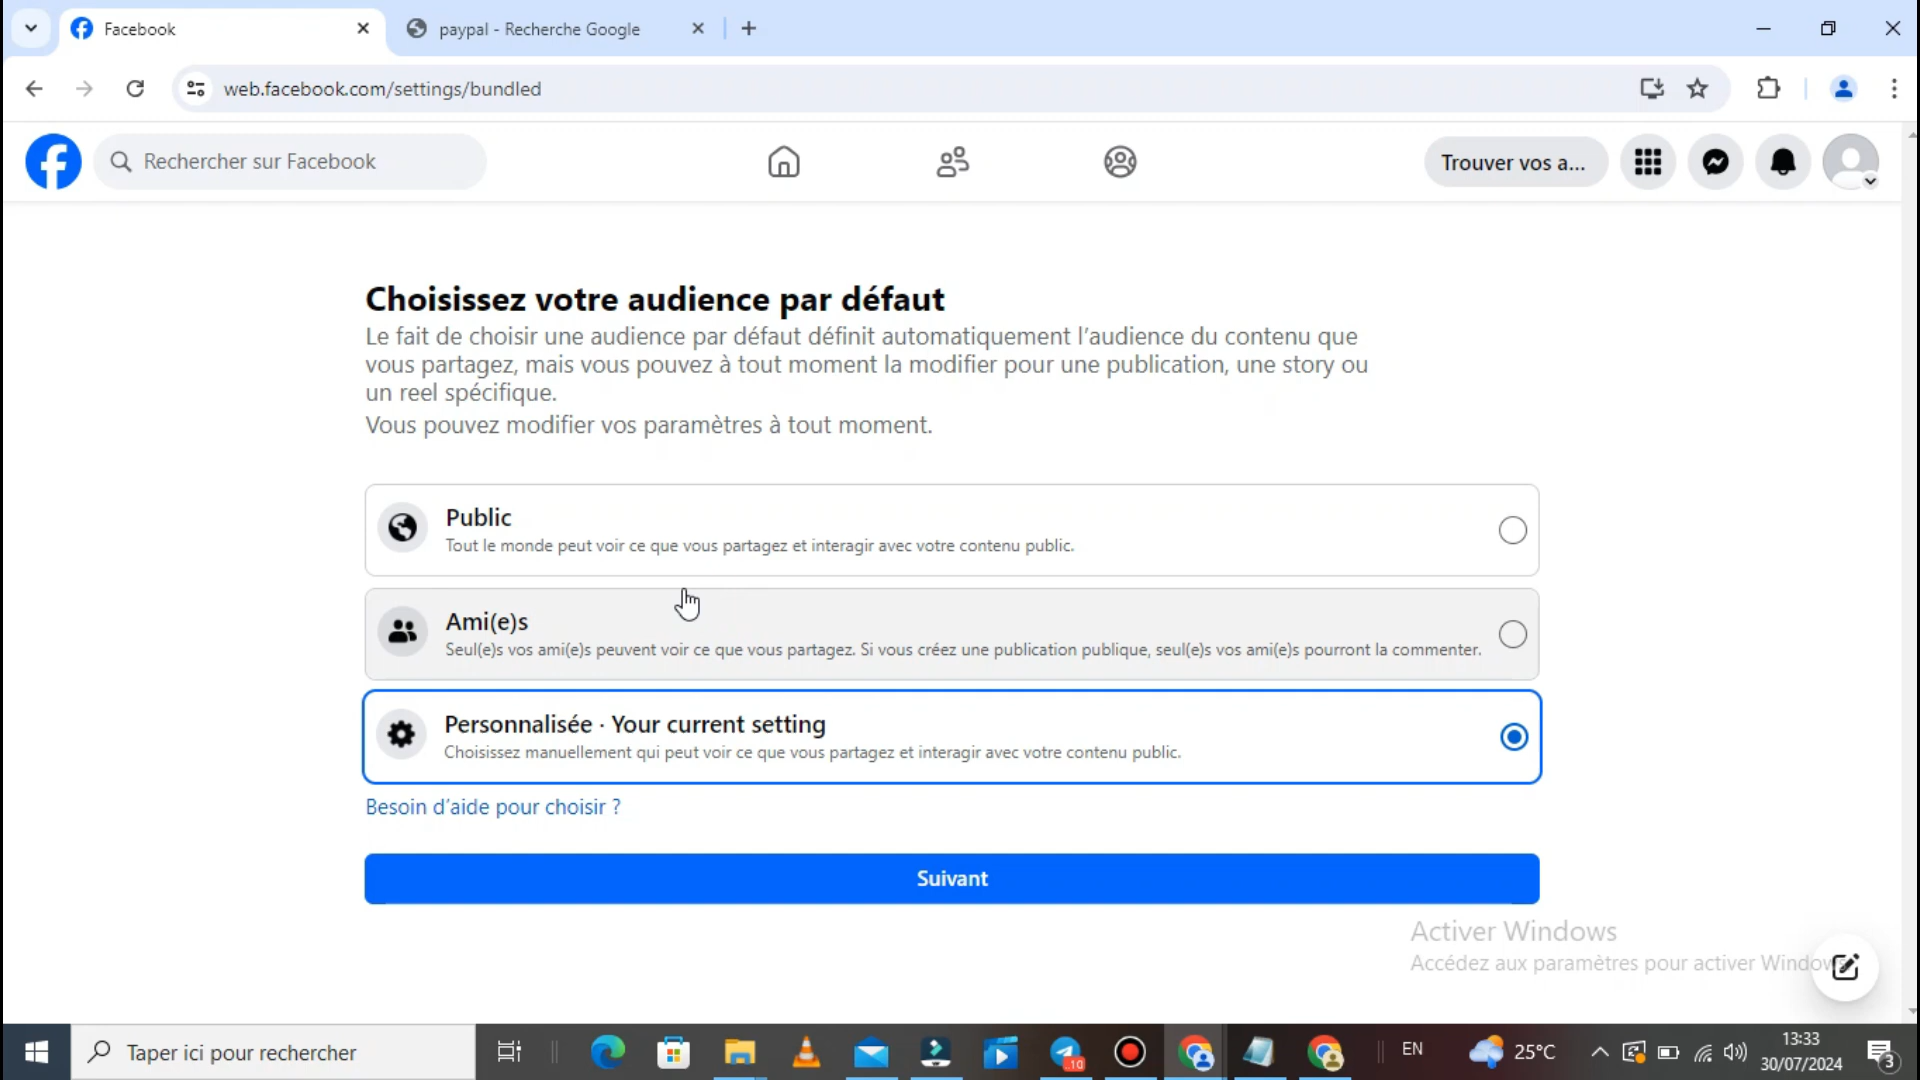 Facebook
paypal - Recherche Google
web.facebook.com/settings/bundled
Rechercher sur Facebook
Trouver vos a...
Choisissez votre audience par défaut
Le fait de choisir une audience par défaut définit automatiquement l'audience du contenu que
vous partagez, mais vous pouvez à tout moment la modifier pour une publication, une story ou
un reel spécifique.
Vous pouvez modifier vos paramètres à tout moment.
Public
Tout le monde peut voir ce que vous partagez et interagir avec votre contenu public.
Ami(e)s
Seul(e)s vos ami(e)s peuvent voir ce que vous partagez. Si vous créez une publication publique, seul(e)s vos ami(e)s pourront la commenter.
Personnalisée · Your current setting
Choisissez manuellement qui peut voir ce que vous partagez et interagir avec votre contenu public.
Besoin d'aide pour choisir ?
Suivant
Activer Windows
Accédez aux paramètres pour activer Windows
Taper ici pour rechercher
10
EN
25°C
13:33
30/07/2024
3